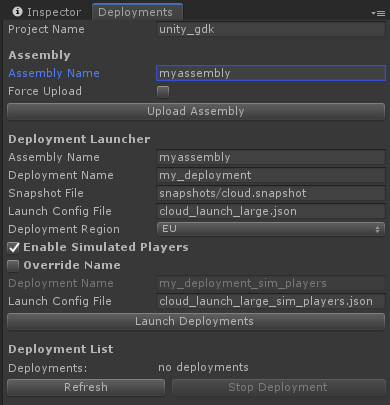 Inspector Deployments
Project Name unity_gdk
Assembly
Assembly Name myassembly
Force Upload
Upload Assembly
Deployment Launcher
Assembly Name myassembly
Deployment Name my_deployment
Snapshot File snapshots/cloud.snapshot
Launch Config File cloud_launch_large.json
Deployment Region EU
Enable Simulated Players
Override Name
Deployment Name my_deployment_sim_players
Launch Config File cloud_launch_large_sim_players.json
Launch Deployments
Deployment List
Deployments: no deployments
Refresh Stop Deployment